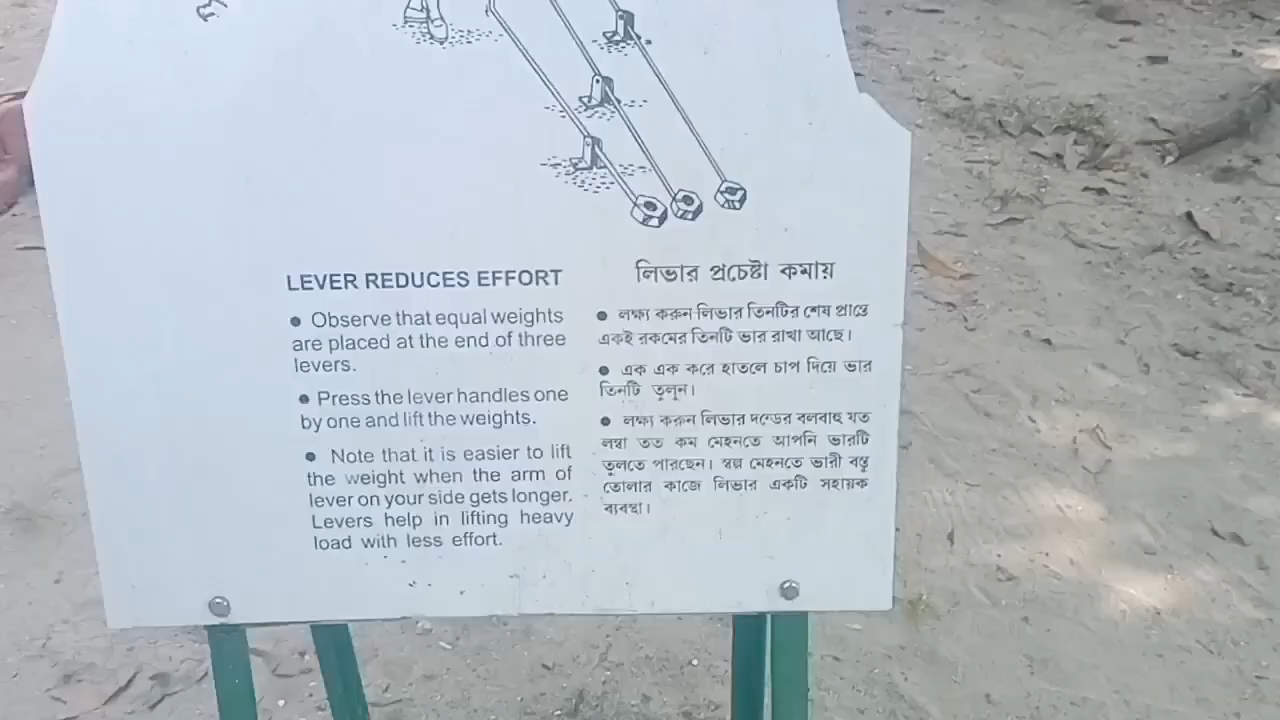 LEVER REDUCES EFFORT
• Observe that equal weights
are placed at the end of three
levers.
• Press the lever handles one
by one and lift the weights.
• Note that it is easier to lift
the weight when the arm of
lever on your side gets longer.
Levers help in lifting heavy
load with less effort.
লিভার প্রচেষ্টা কমায়
• লক্ষ্য করুন লিভার তিনটির শেষ প্রান্তে
একই রকমের তিনটি ভার রাখা আছে।
• এক এক করে হাতলে চাপ দিয়ে ভার
তিনটি তুলুন।
• লক্ষ্য করুন লিভার দন্ডের বলবাহু যত
লম্বা তত কম মেহনতে আপনি ভারটি
তুলতে পারছেন। স্বল্প মেহনতে ভারী বস্তু
তোলার কাজে লিভার একটি সহায়ক
ব্যবস্থা।